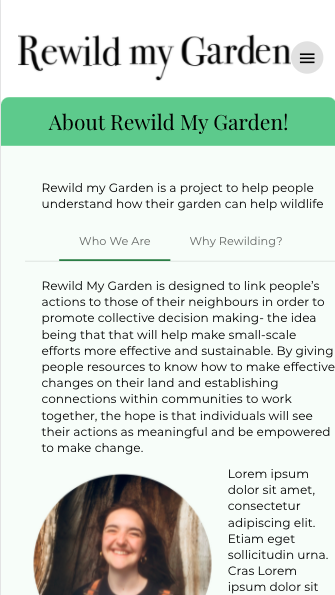 Rewild my Garden
About Rewild My Garden!
Rewild my Garden is a project to help people
understand how their garden can help wildlife
Who We Are
Why Rewilding?
Rewild My Garden is designed to link people's
actions to those of their neighbours in order to
promote collective decision making- the idea
being that that will help make small-scale
efforts more effective and sustainable. By giving
people resources to know how to make effective
changes on their land and establishing
connections within communities to work
together, the hope is that individuals will see
their actions as meaningful and be empowered
to make change.
Lorem ipsum
dolor sit amet,
consectetur
adipiscing elit.
Etiam eget
sollicitudin urna.
Cras Lorem
ipsum dolor sit